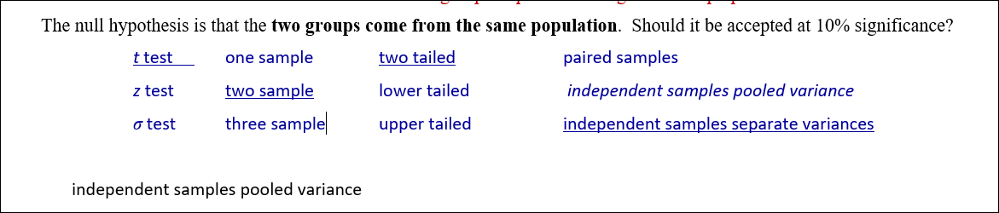 The null hypothesis is that the two groups come from the same population. Should it be accepted at 10% significance?
t test one sample two tailed paired samples
z test two sample lower tailed independent samples pooled variance
σ test three sample upper tailed independent samples separate variances
independent samples pooled variance